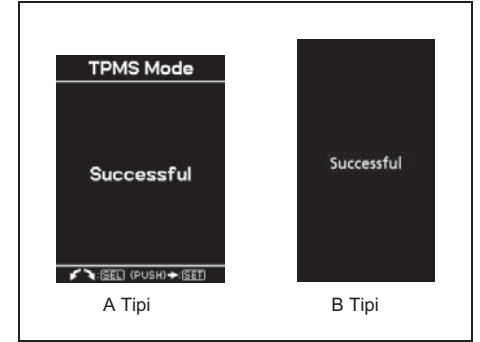 TPMS Mode
Successful
SEL (PUSH) SET
A Tipi
Successful
B Tipi